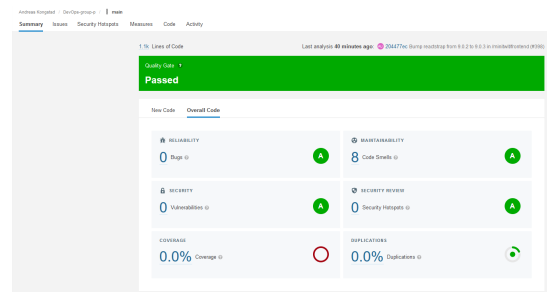 Andreas Kongstad › DevOps-group-p › main
Summary Issues Security Hotspots Measures Code Activity
1.1k Lines of Code Last analysis 40 minutes ago: 204477ec Bump reactstrap from 9.0.2 to 9.0.3 in /minitwitfrontend (#398)
Quality Gate
Passed
New Code Overall Code
RELIABILITY
0 Bugs
A
MAINTAINABILITY
8 Code Smells
A
SECURITY
0 Vulnerabilities
A
SECURITY REVIEW
0 Security Hotspots
A
COVERAGE
0.0% Coverage
DUPLICATIONS
0.0% Duplications